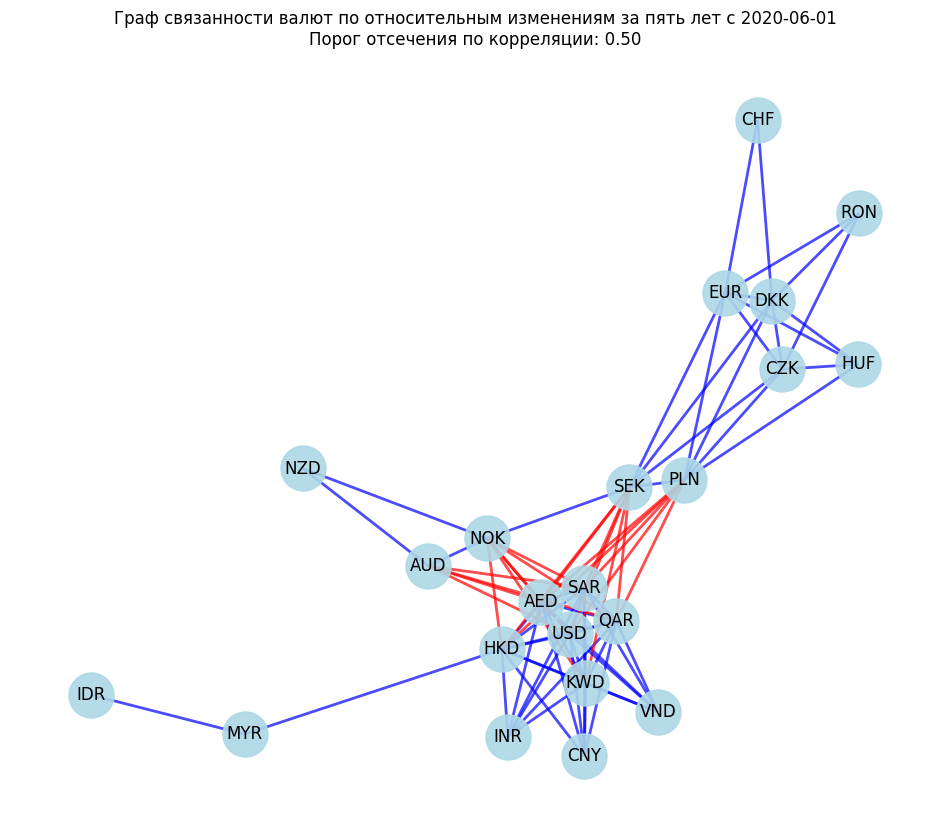 Граф связанности валют по относительным изменениям за пять лет с 2020-06-01
Порог отсечения по корреляции: 0.50
CHF
RON
EUR
DKK
HUF
CZK
NZD
PLN
SEK
NOK
AUD
SAR
AED
QAR
USD
HKD
KWD
IDR
VND
MYR
INR
CNY